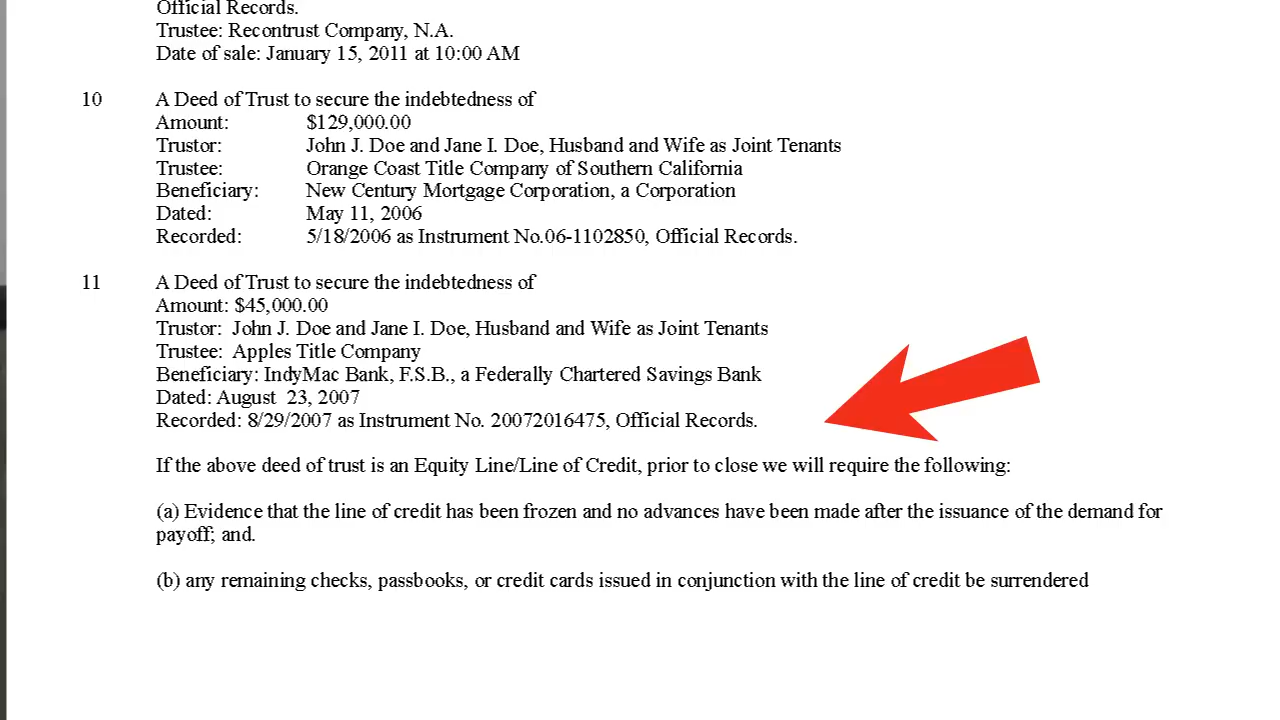 Official Records.
Trustee: Recontrust Company, N.A.
Date of sale: January 15, 2011 at 10:00 AM
10 A Deed of Trust to secure the indebtedness of
Amount: $129,000.00
Trustor: John J. Doe and Jane I. Doe, Husband and Wife as Joint Tenants
Trustee: Orange Coast Title Company of Southern California
Beneficiary: New Century Mortgage Corporation, a Corporation
Dated: May 11, 2006
Recorded: 5/18/2006 as Instrument No.06-1102850, Official Records.
11 A Deed of Trust to secure the indebtedness of
Amount: $45,000.00
Trustor: John J. Doe and Jane I. Doe, Husband and Wife as Joint Tenants
Trustee: Apples Title Company
Beneficiary: IndyMac Bank, F.S.B., a Federally Chartered Savings Bank
Dated: August 23, 2007
Recorded: 8/29/2007 as Instrument No. 20072016475, Official Records.
If the above deed of trust is an Equity Line/Line of Credit, prior to close we will require the following:
(a) Evidence that the line of credit has been frozen and no advances have been made after the issuance of the demand for
payoff; and.
(b) any remaining checks, passbooks, or credit cards issued in conjunction with the line of credit be surrendered